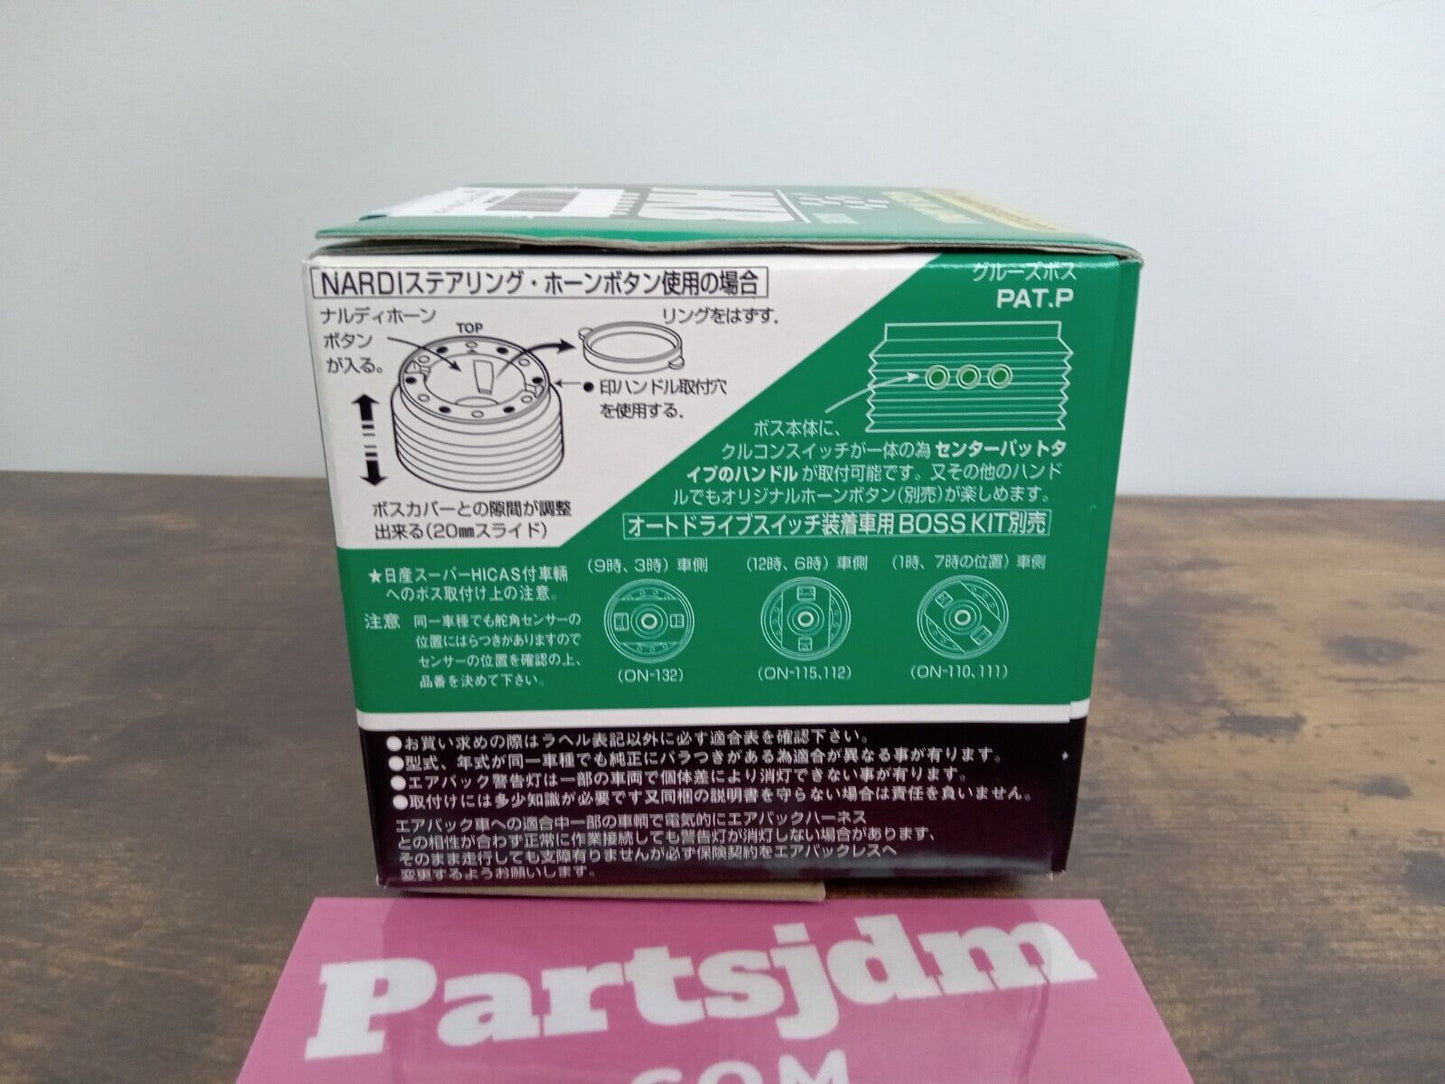 NARDIステアリング・ホーンボタン使用の場合
ナルディホーン
ボタン
が入る。
TOP
リングをはずす.
●印ハンドル取付穴
を使用する.
ボスカバーとの隙間が調整
出来る(20㎜スライド)
クルーズボス
PAT.P
ボス本体に、
クルコンスイッチが一体の為センターパットタ
イプのハンドルが取付可能です。又その他のハンド
ルでもオリジナルホーンボタン(別売)が楽しめます。
オートドライブスイッチ装着車用BOSS KIT別売
★日産スーパーHICAS付車輌
へのボス取付け上の注意。
注意 同一車種でも舵角センサーの
位置にはらつきがありますので
センサーの位置を確認の上、
品番を決めて下さい。
(9時、3時) 車側
(ON-132)
(12時、6時) 車側
(ON-115,112)
(1時、7時の位置) 車側
(ON-110,111)
●お買い求めの際はラヘル表記以外に必す適合表を確認下さい。
●型式、年式が同一車種でも純正にバラつきがある為適合が異なる事が有ります。
●エアバック警告灯は一部の車両で個体差により消灯できない事が有ります。
●取付けには多少知識が必要です又同梱の説明書を守らない場合は責任を負いません。
エアバック車への適合中一部の車輌で電気的にエアバックハーネス
との相性が合わず正常に作業接続しても警告灯が消灯しない場合があります、
そのまま走行しても支障有りませんが必ず保険契約をエアバックレスへ
変更するようお願いします。
Partsjdm
.COM